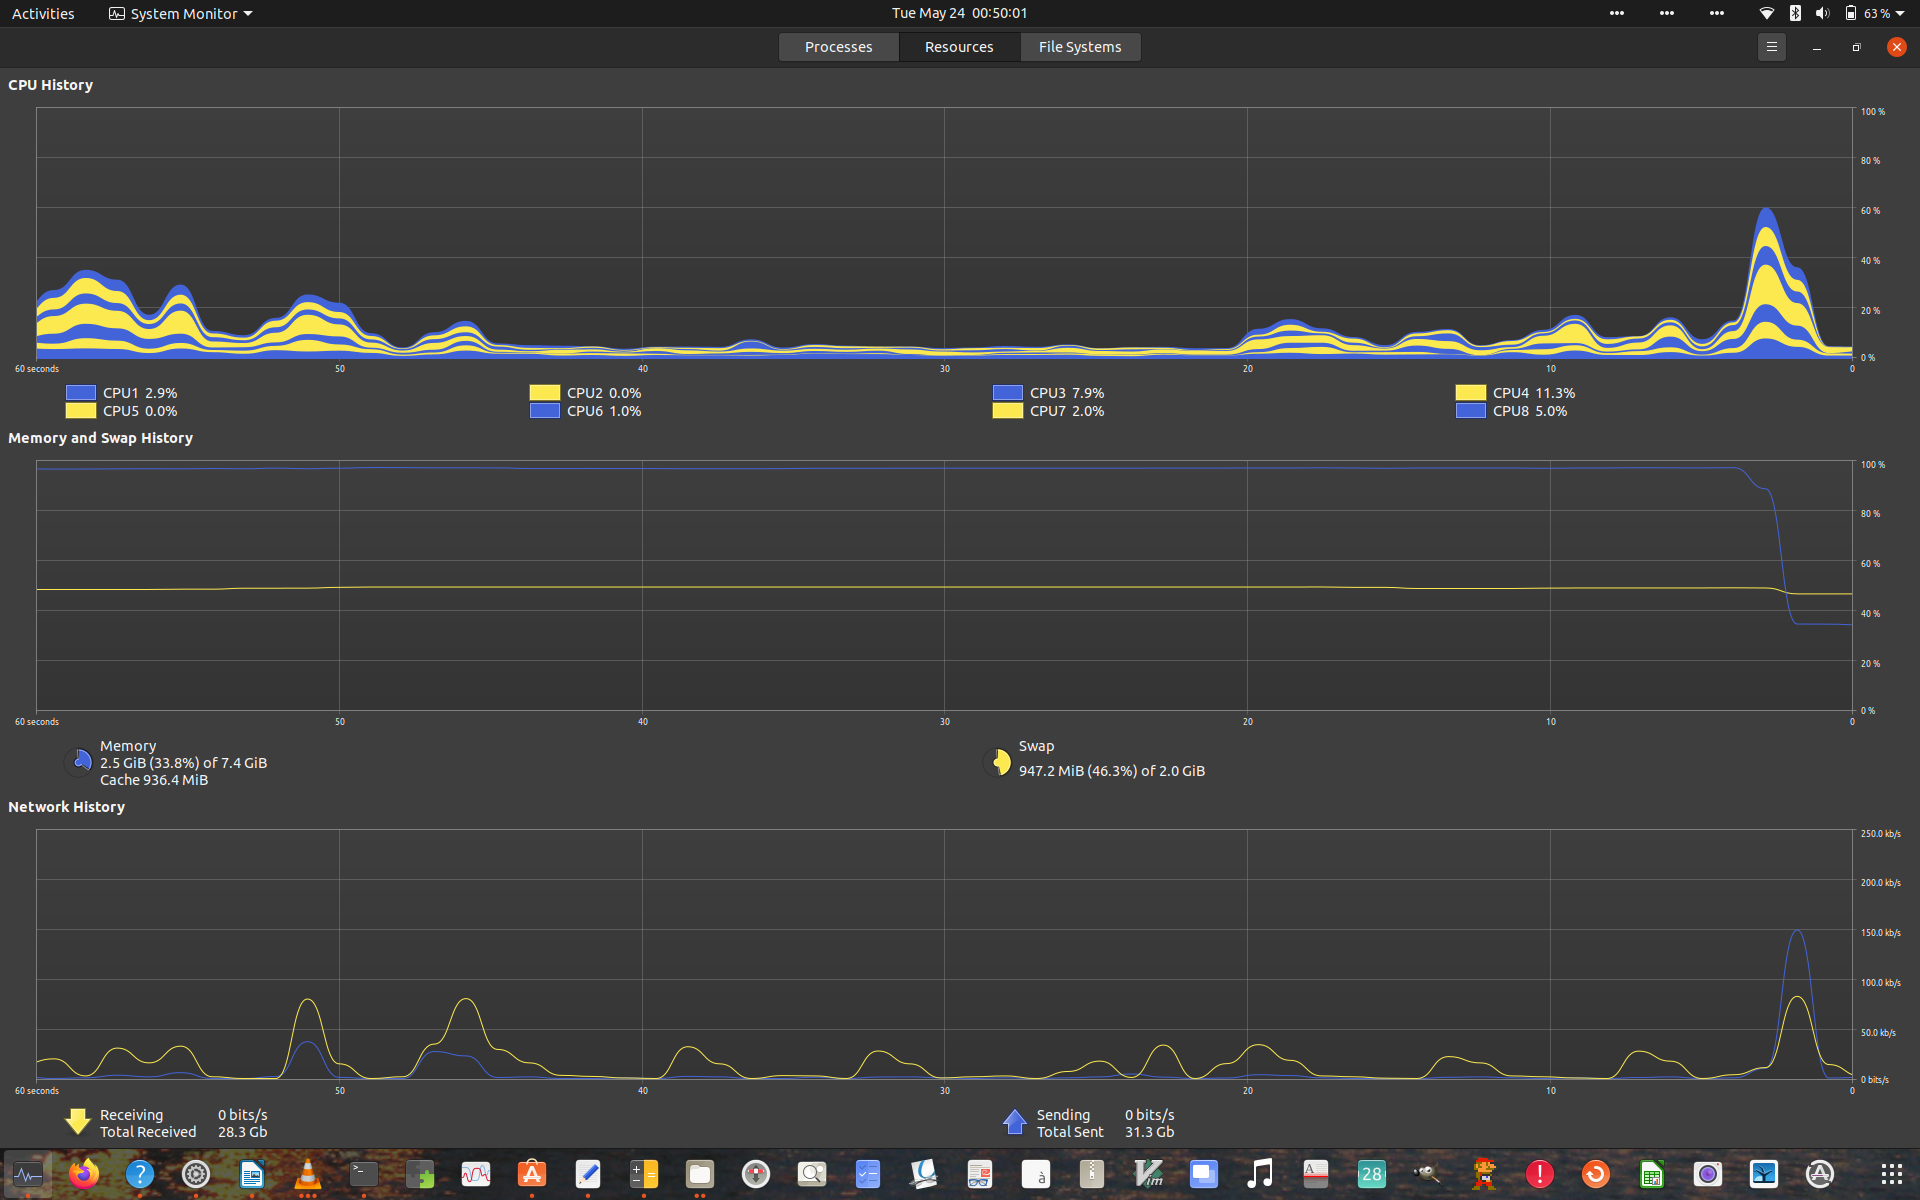 Activities System Monitor Tue May 24 00:50:01 63 %
Processes Resources File Systems
CPU History
100 %
80 %
60 %
40 %
20 %
0 %
60 seconds 50 40 30 20 10 0
CPU1 2.9% CPU2 0.0% CPU3 7.9% CPU4 11.3%
CPU5 0.0% CPU6 1.0% CPU7 2.0% CPU8 5.0%
Memory and Swap History
100 %
80 %
60 %
40 %
20 %
0 %
60 seconds 50 40 30 20 10 0
Memory
2.5 GiB (33.8%) of 7.4 GiB
Cache 936.4 MiB
Swap
947.2 MiB (46.3%) of 2.0 GiB
Network History
250.0 kb/s
200.0 kb/s
150.0 kb/s
100.0 kb/s
50.0 kb/s
0 bits/s
60 seconds 50 40 30 20 10 0
Receiving 0 bits/s
Total Received 28.3 Gb
Sending 0 bits/s
Total Sent 31.3 Gb
? >_ A à Vim A 28 ! A